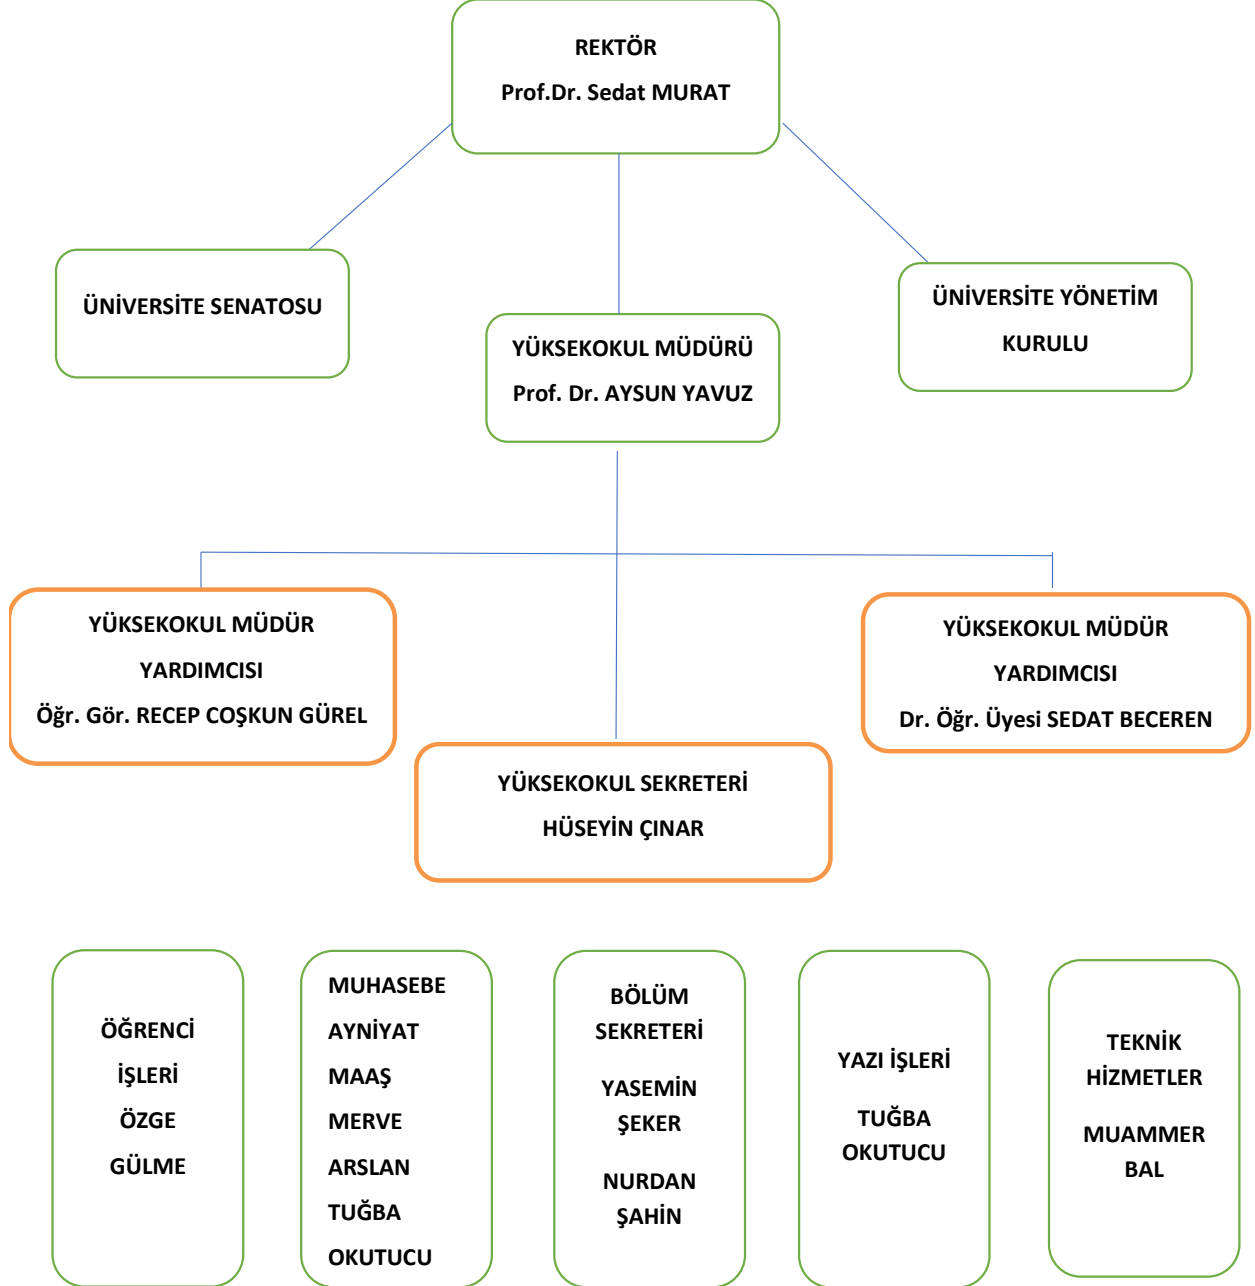 REKTÖR
Prof.Dr. Sedat MURAT
ÜNİVERSİTE SENATOSU
YÜKSEKOKUL MÜDÜRÜ
Prof. Dr. AYSUN YAVUZ
ÜNİVERSİTE YÖNETİM
KURULU
YÜKSEKOKUL MÜDÜR
YARDIMCISI
Öğr. Gör. RECEP COŞKUN GÜREL
YÜKSEKOKUL SEKRETERİ
HÜSEYİN ÇINAR
YÜKSEKOKUL MÜDÜR
YARDIMCISI
Dr. Öğr. Üyesi SEDAT BECEREN
ÖĞRENCİ
İŞLERİ
ÖZGE
GÜLME
MUHASEBE
AYNİYAT
MAAŞ
MERVE
ARSLAN
TUĞBA
OKUTUCU
BÖLÜM
SEKRETERİ
YASEMİN
ŞEKER
NURDAN
ŞAHİN
YAZI İŞLERİ
TUĞBA
OKUTUCU
TEKNİK
HİZMETLER
MUAMMER
BAL